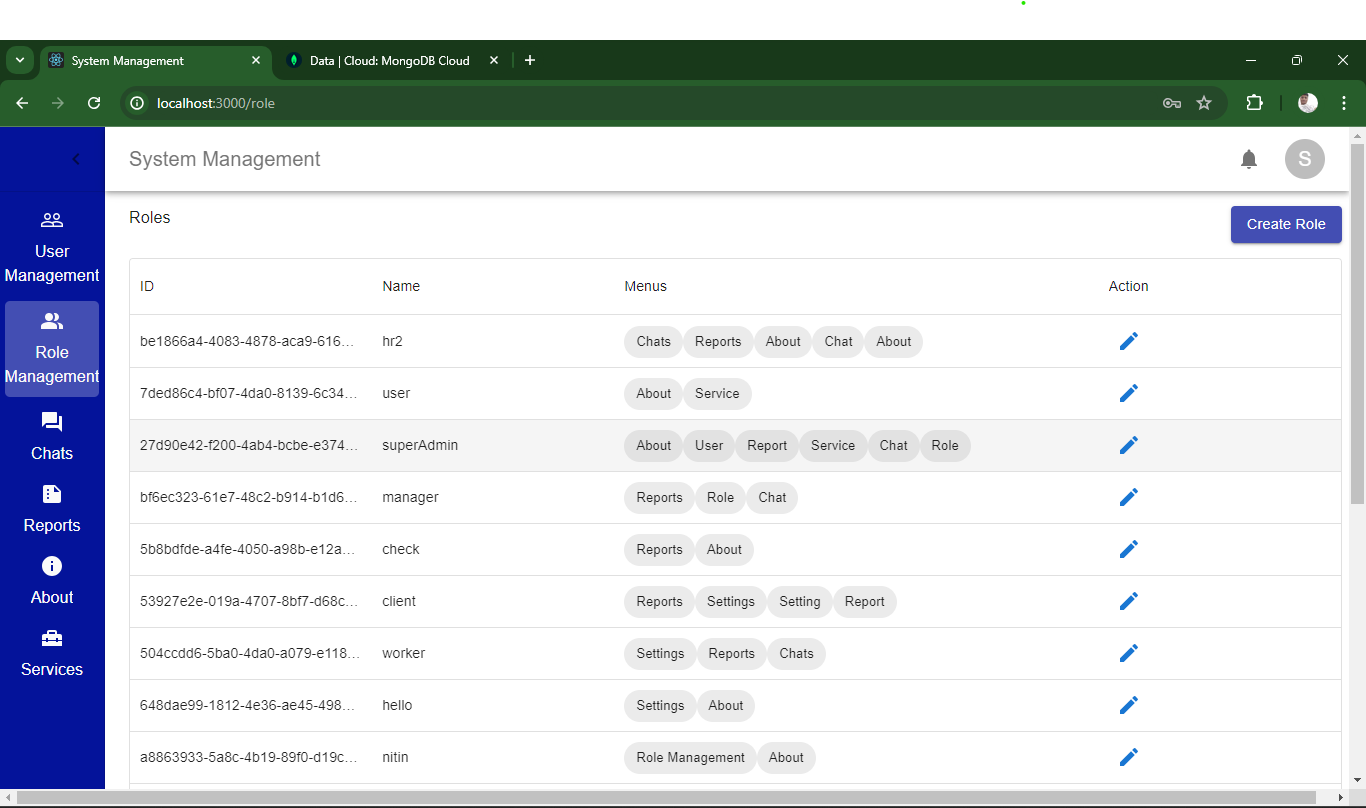 System Management
Data | Cloud: MongoDB Cloud
localhost:3000/role
System Management
S
User
Management
Role
Management
Chats
Reports
About
Services
Roles
Create Role
ID Name Menus Action
be1866a4-4083-4878-aca9-616... hr2 Chats Reports About Chat About
7ded86c4-bf07-4da0-8139-6c34... user About Service
27d90e42-f200-4ab4-bcbe-e374... superAdmin About User Report Service Chat Role
bf6ec323-61e7-48c2-b914-b1d6... manager Reports Role Chat
5b8bdfde-a4fe-4050-a98b-e12a... check Reports About
53927e2e-019a-4707-8bf7-d68c... client Reports Settings Setting Report
504ccdd6-5ba0-4da0-a079-e118... worker Settings Reports Chats
648dae99-1812-4e36-ae45-498... hello Settings About
a8863933-5a8c-4b19-89f0-d19c... nitin Role Management About